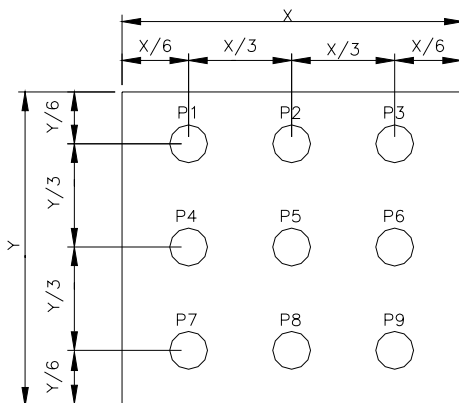 X
X/6 X/3 X/3 X/6
Y/6
P1 P2 P3
Y/3
P4 P5 P6
Y
Y/3
P7 P8 P9
Y/6